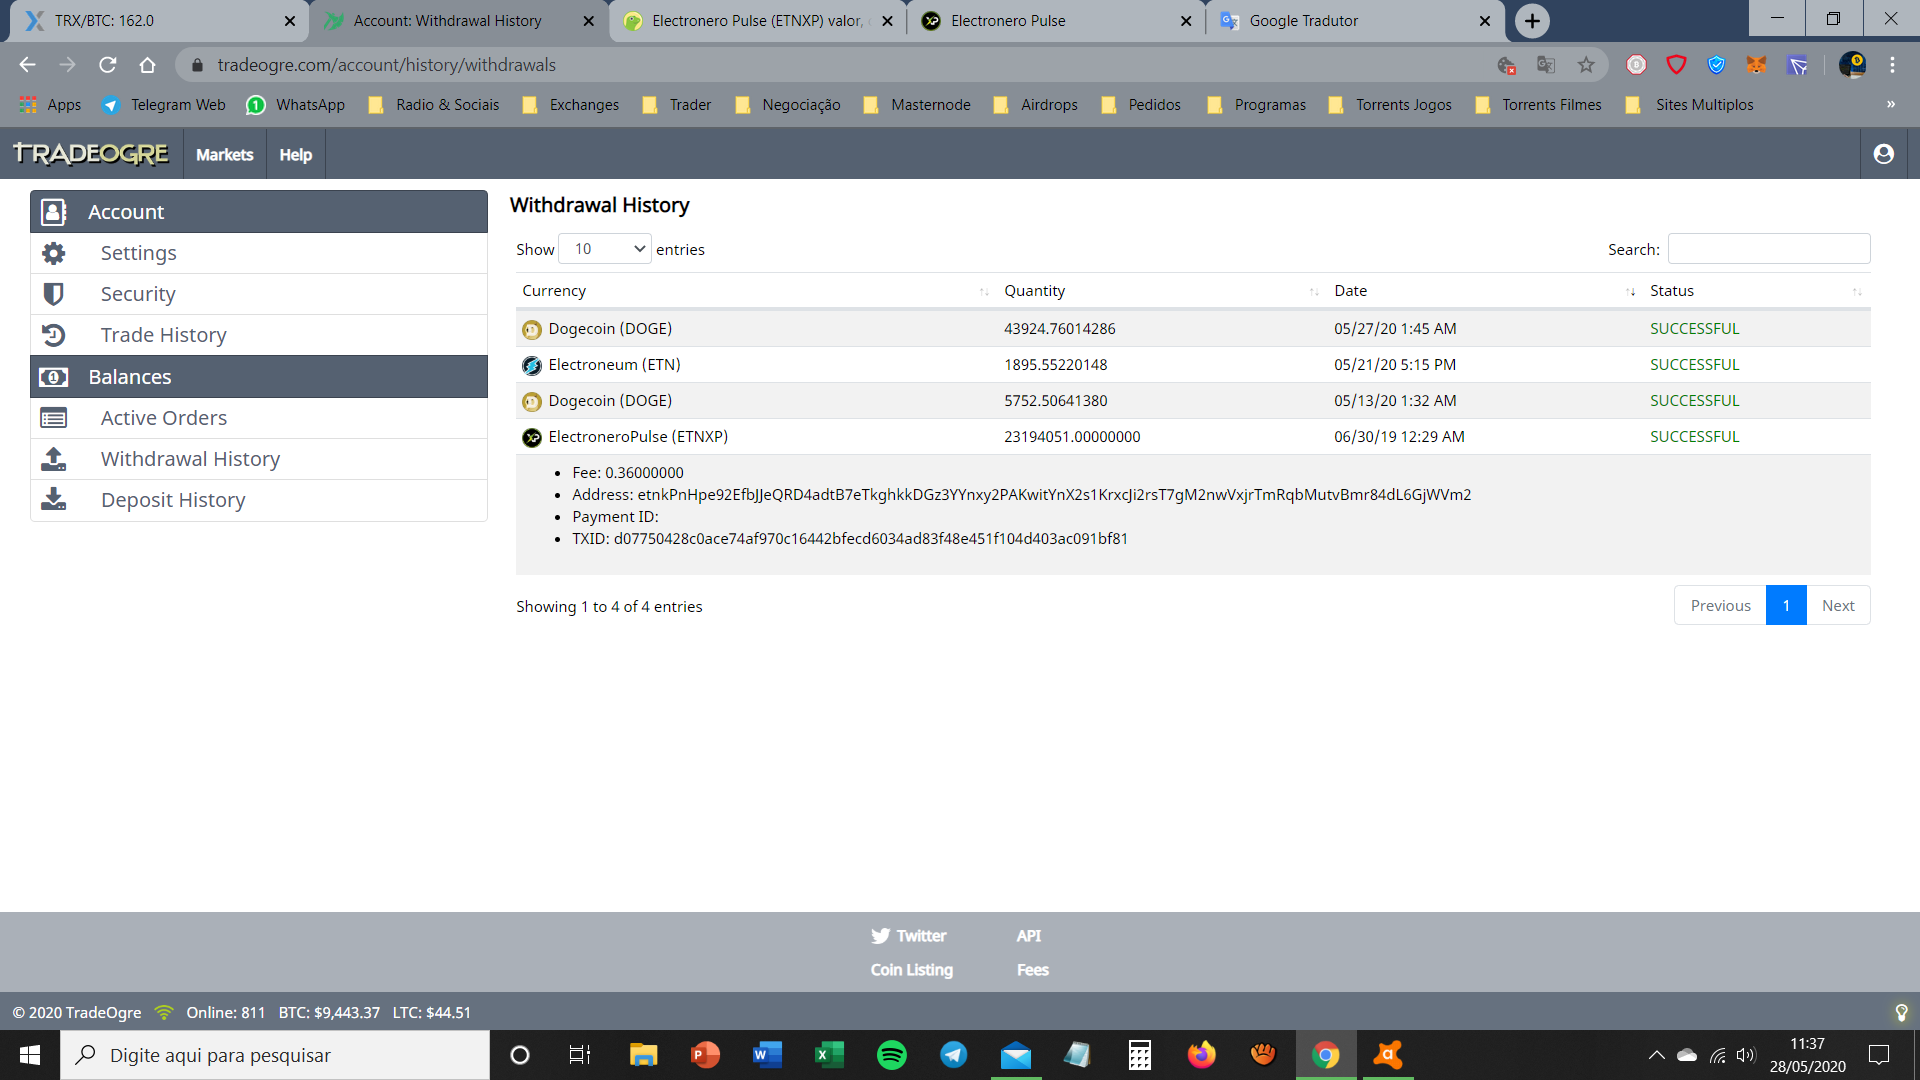 TRX/BTC: 162.0
Account: Withdrawal History
Electronero Pulse (ETNXP) valor,
Electronero Pulse
Google Tradutor
tradeogre.com/account/history/withdrawals
Apps
Telegram Web
WhatsApp
Radio & Sociais
Exchanges
Trader
Negociação
Masternode
Airdrops
Pedidos
Programas
Torrents Jogos
Torrents Filmes
Sites Multiplos
»
TRADEOGRE
Markets
Help
Account
Settings
Security
Trade History
Balances
Active Orders
Withdrawal History
Deposit History
Withdrawal History
Show 10 entries
Search:
Currency Quantity Date Status
Dogecoin (DOGE) 43924.76014286 05/27/20 1:45 AM SUCCESSFUL
Electroneum (ETN) 1895.55220148 05/21/20 5:15 PM SUCCESSFUL
Dogecoin (DOGE) 5752.50641380 05/13/20 1:32 AM SUCCESSFUL
ElectroneroPulse (ETNXP) 23194051.00000000 06/30/19 12:29 AM SUCCESSFUL
• Fee: 0.36000000
• Address: etnkPnHpe92EfbJJeQRD4adtB7eTkghkkDGz3YYnxy2PAKwitYnX2s1KrxcJi2rsT7gM2nwVxjrTmRqbMutvBmr84dL6GjWVm2
• Payment ID:
• TXID: d07750428c0ace74af970c16442bfecd6034ad83f48e451f104d403ac091bf81
Showing 1 to 4 of 4 entries
Previous 1 Next
Twitter
API
Coin Listing
Fees
© 2020 TradeOgre Online: 811 BTC: $9,443.37 LTC: $44.51
Digite aqui para pesquisar
11:37
28/05/2020